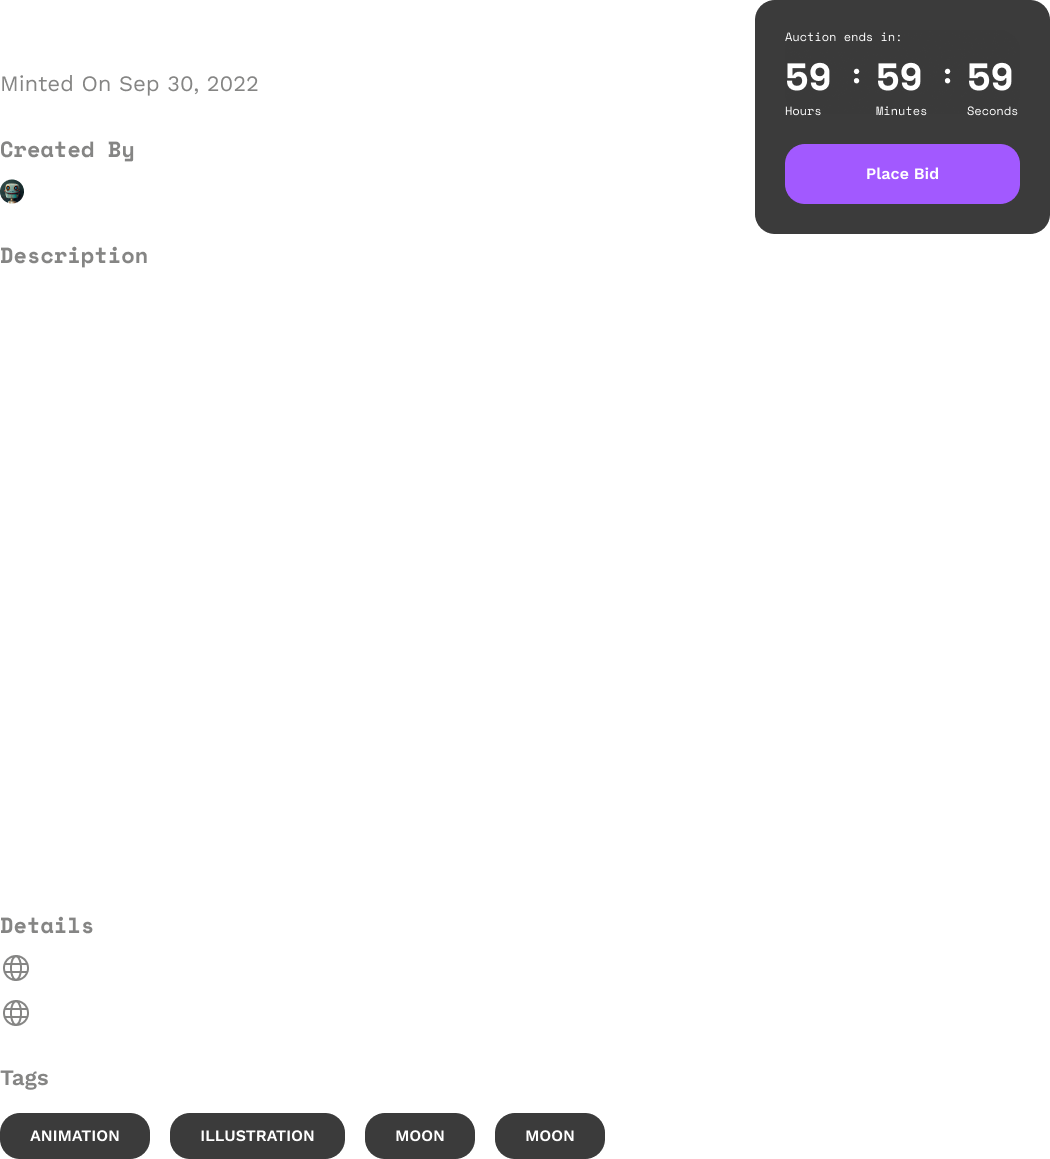 Minted On Sep 30, 2022
Created By
Description
Auction ends in:
59 : 59 : 59
Hours Minutes Seconds
Place Bid
Details
Tags
ANIMATION ILLUSTRATION MOON MOON